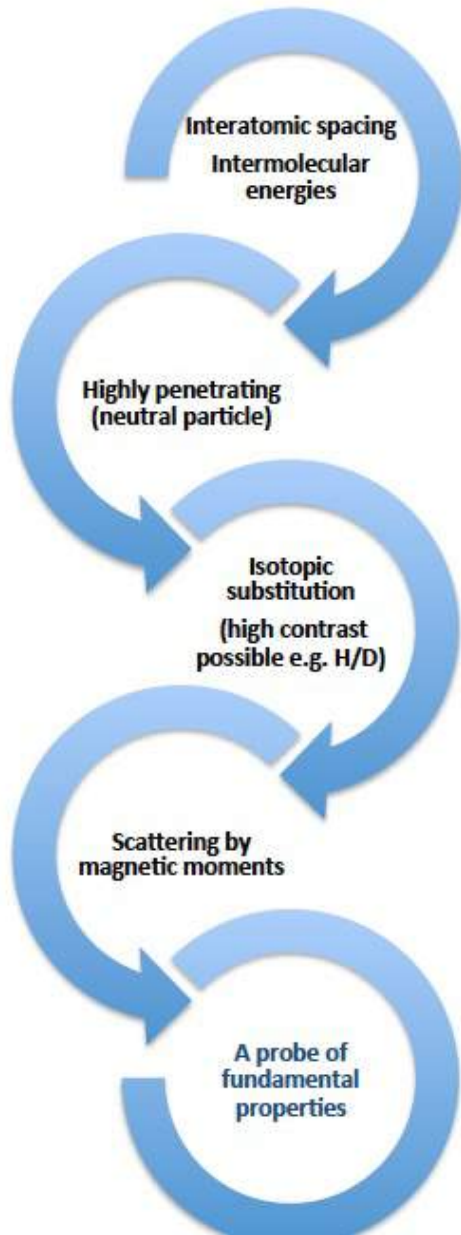 Interatomic spacing
Intermolecular
energies
Highly penetrating
(neutral particle)
Isotopic
substitution
(high contrast
possible e.g. H/D)
Scattering by
magnetic moments
A probe of
fundamental
properties